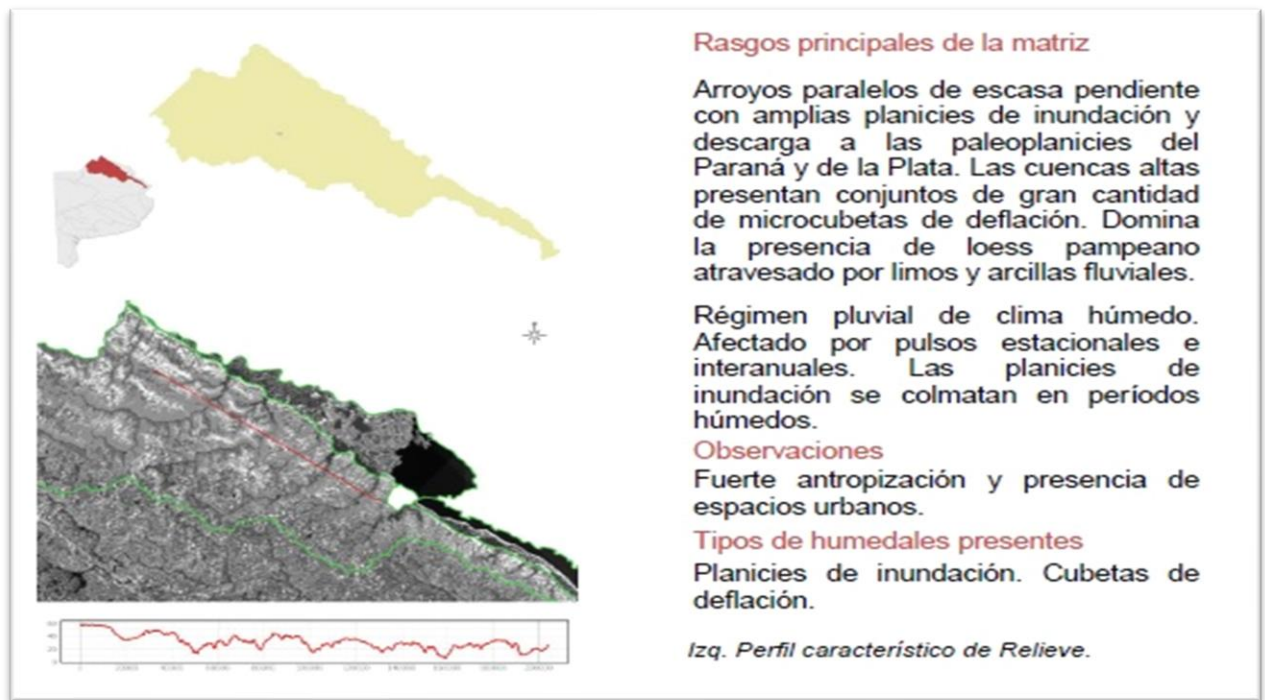 Rasgos principales de la matriz
Arroyos paralelos de escasa pendiente
con amplias planicies de inundación y
descarga a las paleoplanicies del
Paraná y de la Plata. Las cuencas altas
presentan conjuntos de gran cantidad
de microcubetas de deflación. Domina
la presencia de loess pampeano
atravesado por limos y arcillas fluviales.
Régimen pluvial de clima húmedo.
Afectado por pulsos estacionales e
interanuales. Las planicies de
inundación se colmatan en períodos
húmedos.
Observaciones
Fuerte antropización y presencia de
espacios urbanos.
Tipos de humedales presentes
Planicies de inundación. Cubetas de
deflación.
Izq. Perfil característico de Relieve.